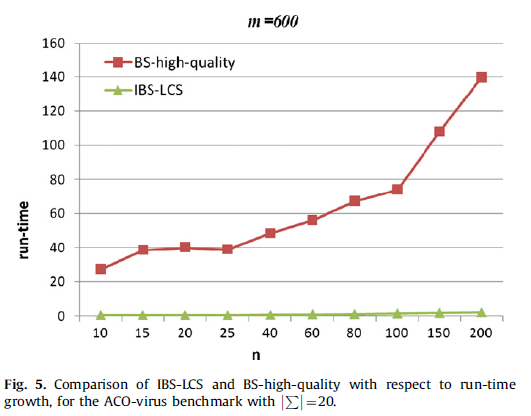 m=600
160
140
120
100
80
60
40
20
0
run-time
BS-high-quality
IBS-LCS
10 15 20 25 40 60 80 100 150 200
n
Fig. 5. Comparison of IBS-LCS and BS-high-quality with respect to run-time
growth, for the ACO-virus benchmark with |∑|=20.